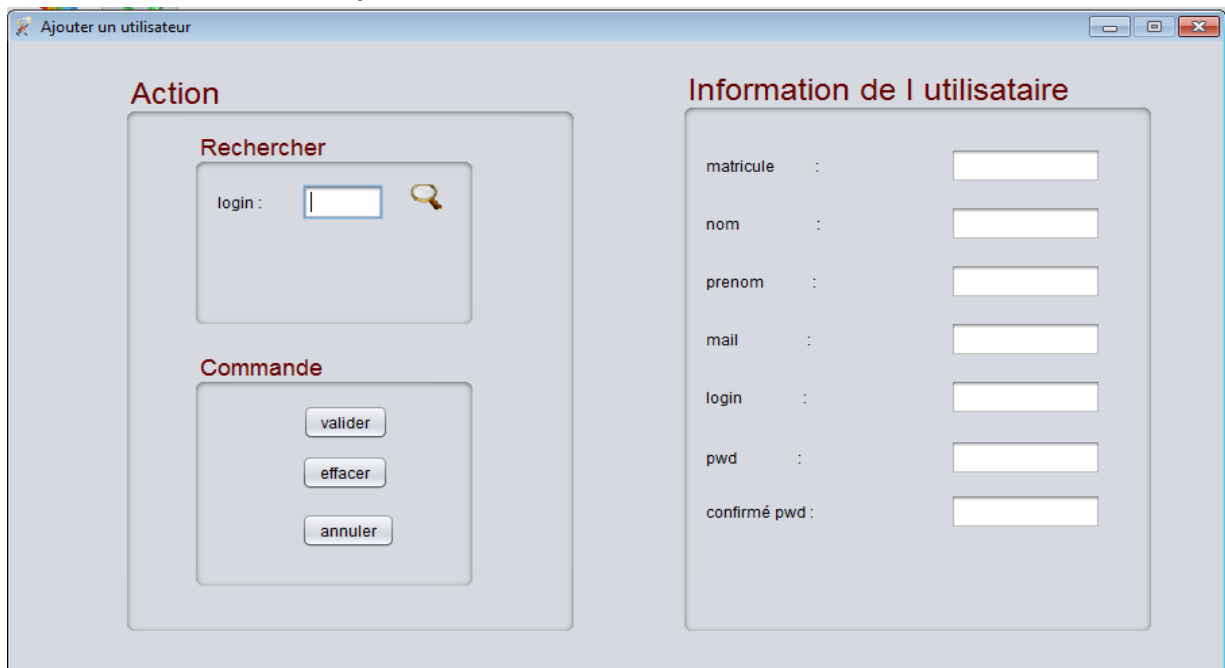 Ajouter un utilisateur
Action
Rechercher
login :
Commande
valider
effacer
annuler
Information de l utilisataire
matricule :
nom :
prenom :
mail :
login :
pwd :
confirmé pwd :